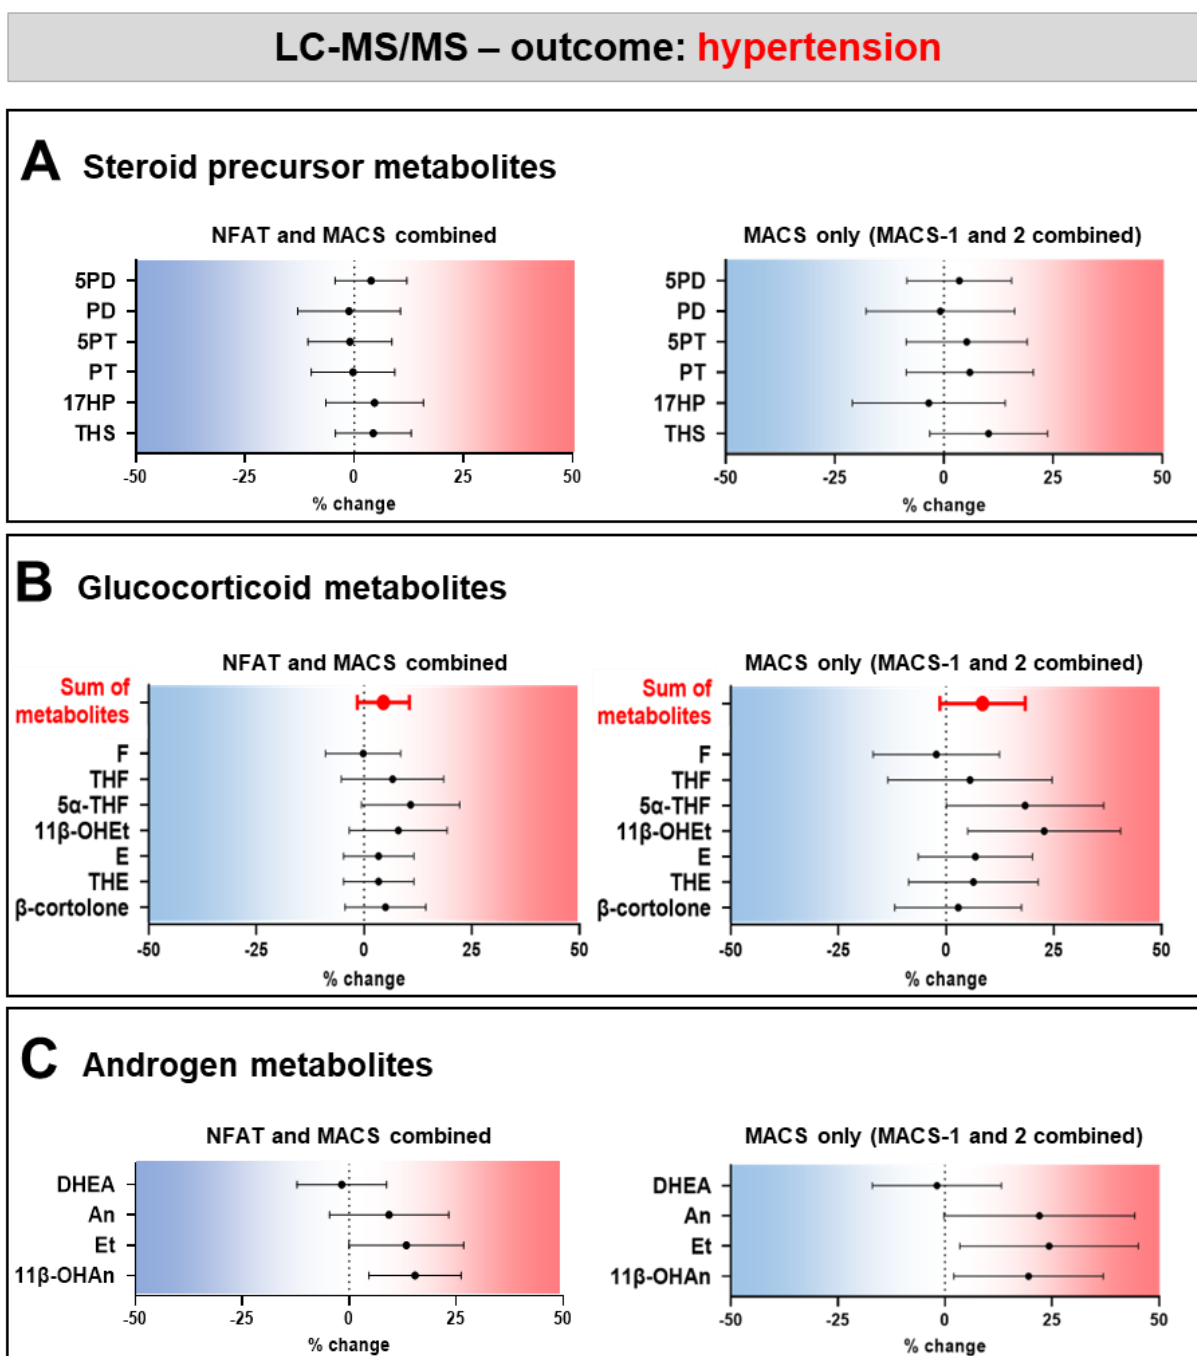 LC-MS/MS – outcome: hypertension
A Steroid precursor metabolites
NFAT and MACS combined
5PD
PD
5PT
PT
17HP
THS
-50 -25 0 25 50
% change
MACS only (MACS-1 and 2 combined)
5PD
PD
5PT
PT
17HP
THS
-50 -25 0 25 50
% change
B Glucocorticoid metabolites
NFAT and MACS combined
Sum of
metabolites
F
THF
5α-THF
11β-OHEt
E
THE
β-cortolone
-50 -25 0 25 50
% change
MACS only (MACS-1 and 2 combined)
Sum of
metabolites
F
THF
5α-THF
11β-OHEt
E
THE
β-cortolone
-50 -25 0 25 50
% change
C Androgen metabolites
NFAT and MACS combined
DHEA
An
Et
11β-OHAn
-50 -25 0 25 50
% change
MACS only (MACS-1 and 2 combined)
DHEA
An
Et
11β-OHAn
-50 -25 0 25 50
% change